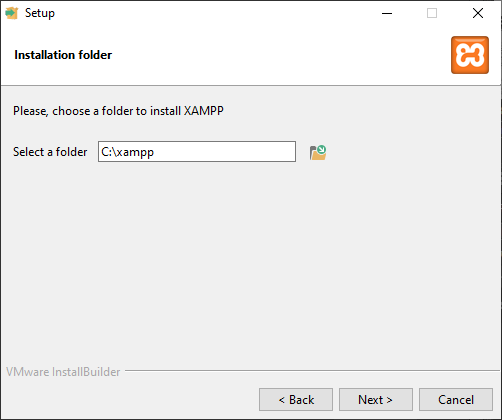 Setup
Installation folder
Please, choose a folder to install XAMPP
Select a folder C:\xampp
VMware InstallBuilder
< Back Next > Cancel